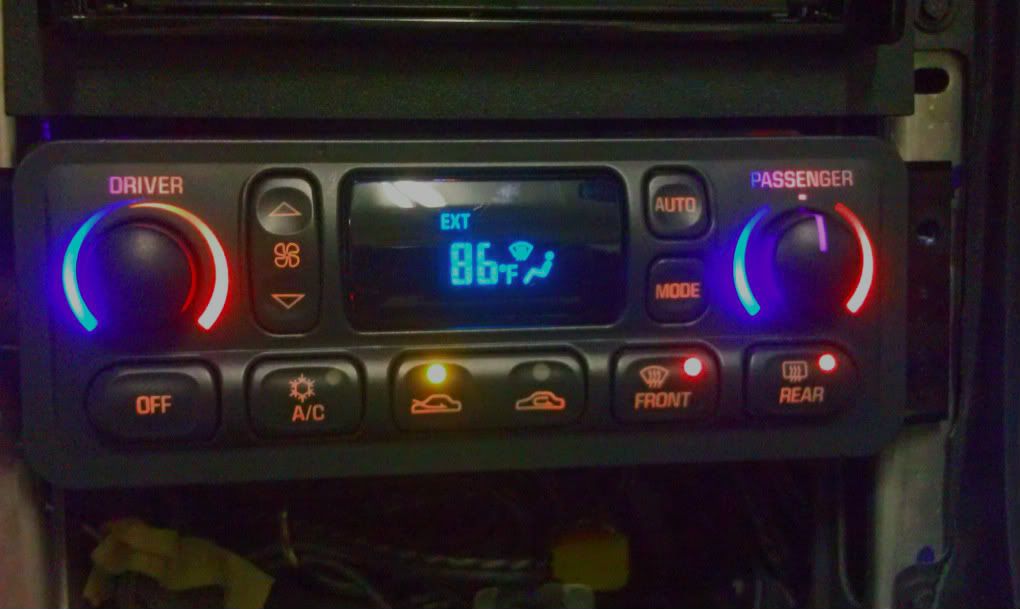 DRIVER
PASSENGER
AUTO
EXT
86°F
MODE
OFF
A/C
FRONT
REAR